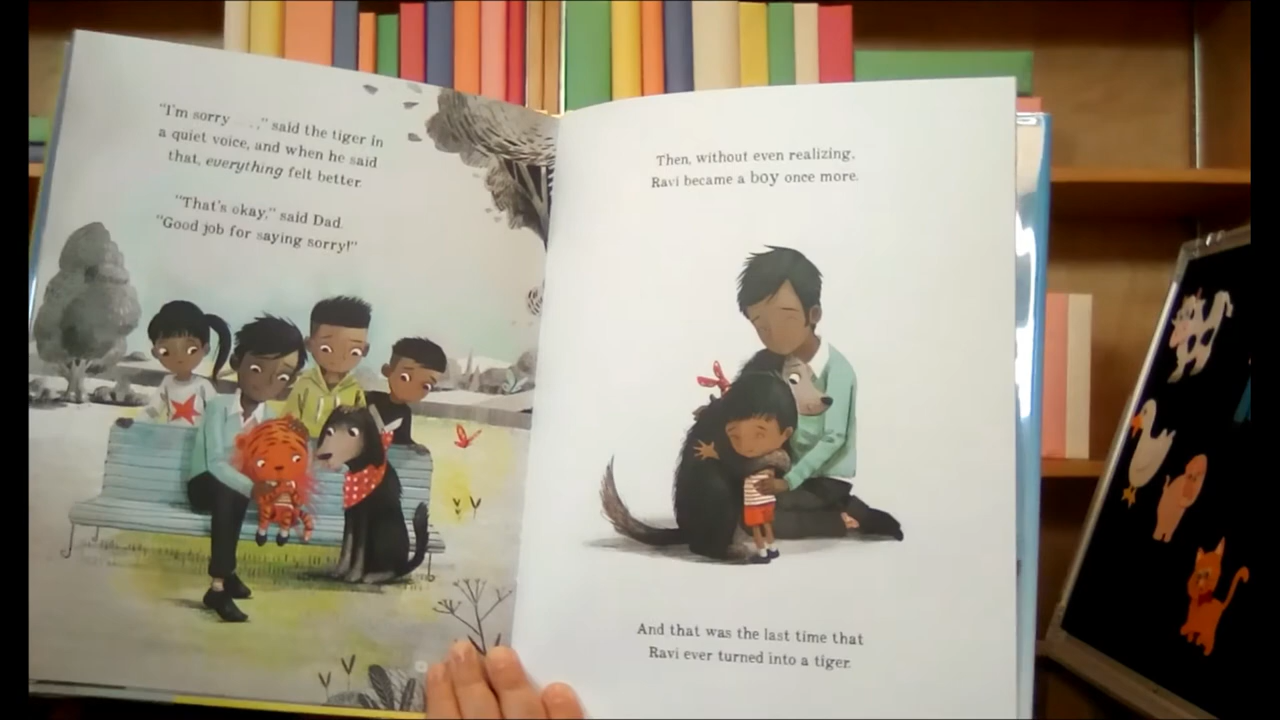 "I'm sorry . . . ," said the tiger in
a quiet voice, and when he said
that, everything felt better.
"That's okay," said Dad.
"Good job for saying sorry!"
Then, without even realizing,
Ravi became a boy once more.
And that was the last time that
Ravi ever turned into a tiger.